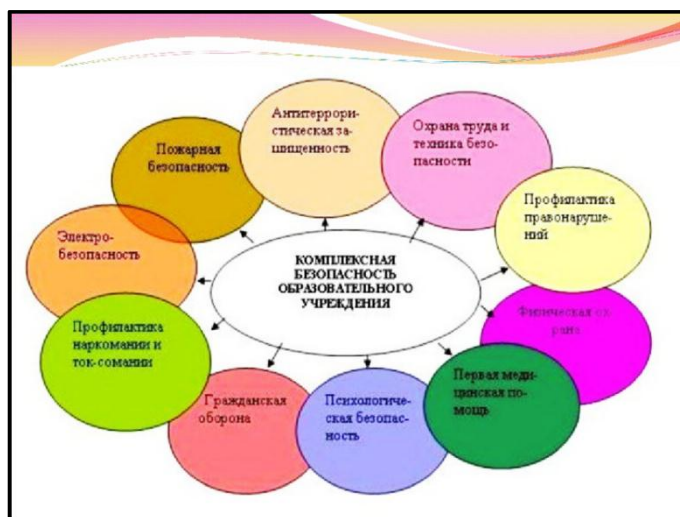 Антитеррори-
стическая за-
щищенность
Охрана труда и
техника безо-
пасности
Пожарная
безопасность
Профилактика
правонаруше-
ний
Электро-
безопасность
КОМПЛЕКСНАЯ
БЕЗОПАСНОСТЬ
ОБРАЗОВАТЕЛЬНОГО
УЧРЕЖДЕНИЯ
Физическая ох-
рана
Профилактика
наркомании и
ток-сомании
Первая меди-
цинская по-
мощь
Гражданская
оборона
Психологиче-
ская безопас-
ность